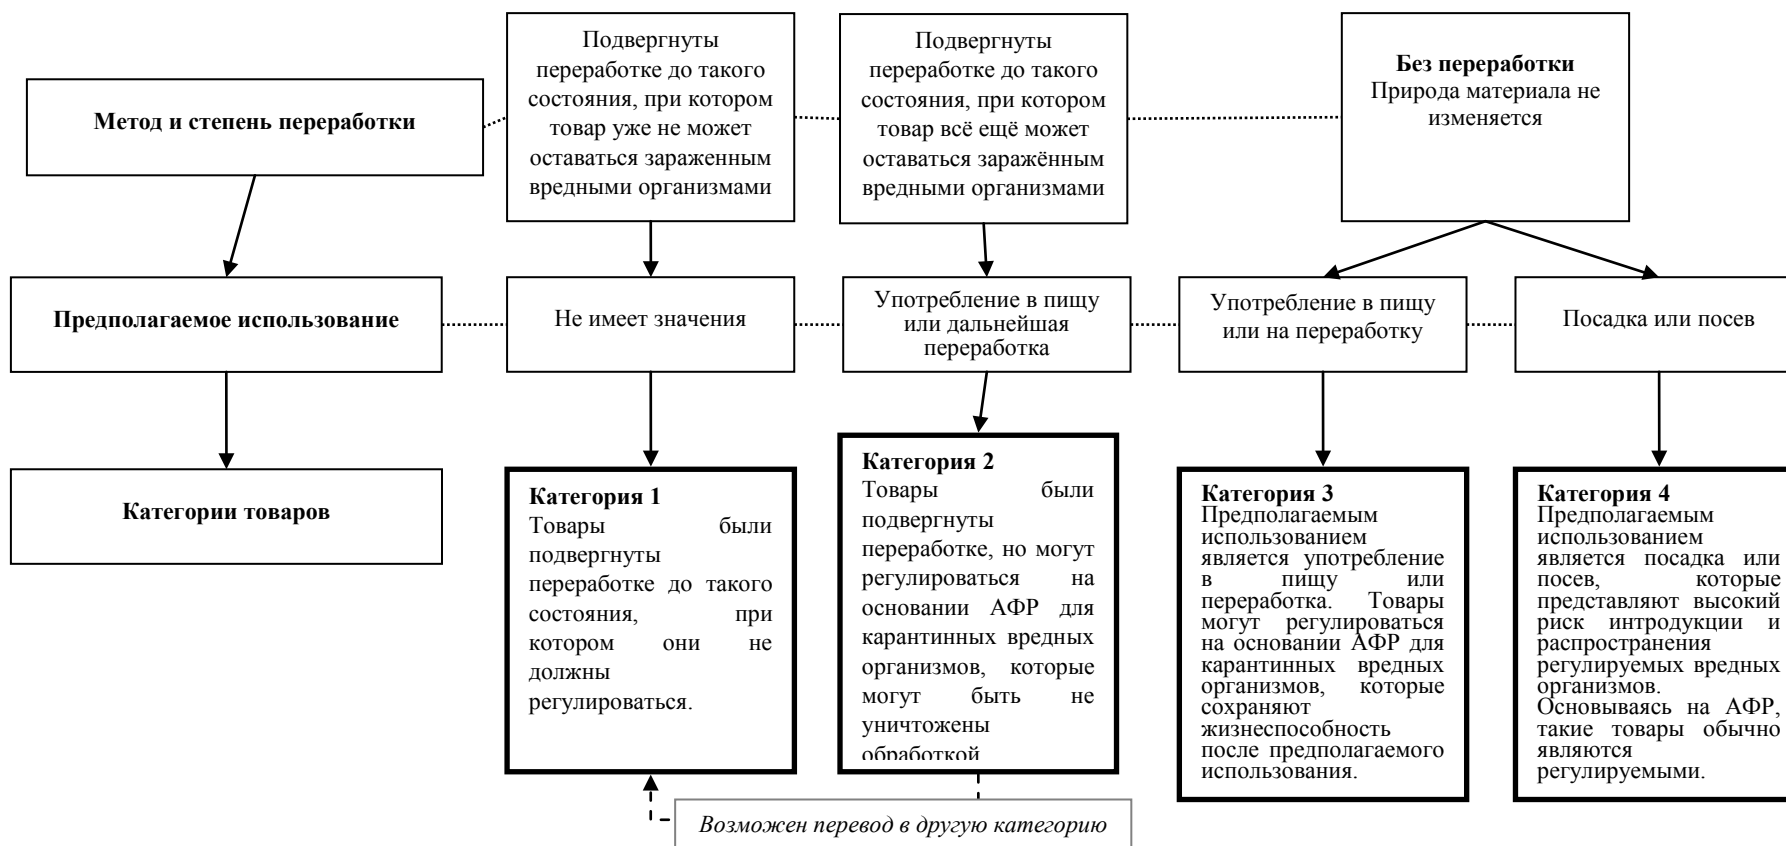 Метод и степень переработки
Подвергнуты
переработке до такого
состояния, при котором
товар уже не может
оставаться зараженным
вредными организмами
Подвергнуты
переработке до такого
состояния, при котором
товар всё ещё может
оставаться заражённым
вредными организмами
Без переработки
Природа материала не
изменяется
Предполагаемое использование
Не имеет значения
Употребление в пищу
или дальнейшая
переработка
Употребление в пищу
или на переработку
Посадка или посев
Категории товаров
Категория 1
Товары были
подвергнуты
переработке до такого
состояния, при
котором они не
должны
регулироваться.
Категория 2
Товары были
подвергнуты
переработке, но могут
регулироваться на
основании АФР для
карантинных вредных
организмов, которые
могут быть не
уничтожены
обработкой
Категория 3
Предполагаемым
использованием
является употребление
в пищу или
переработка. Товары
могут регулироваться
на основании АФР для
карантинных вредных
организмов, которые
сохраняют
жизнеспособность
после предполагаемого
использования.
Категория 4
Предполагаемым
использованием
является посадка или
посев, которые
представляют высокий
риск интродукции и
распространения
регулируемых вредных
организмов.
Основываясь на АФР,
такие товары обычно
являются
регулируемыми.
Возможен перевод в другую категорию